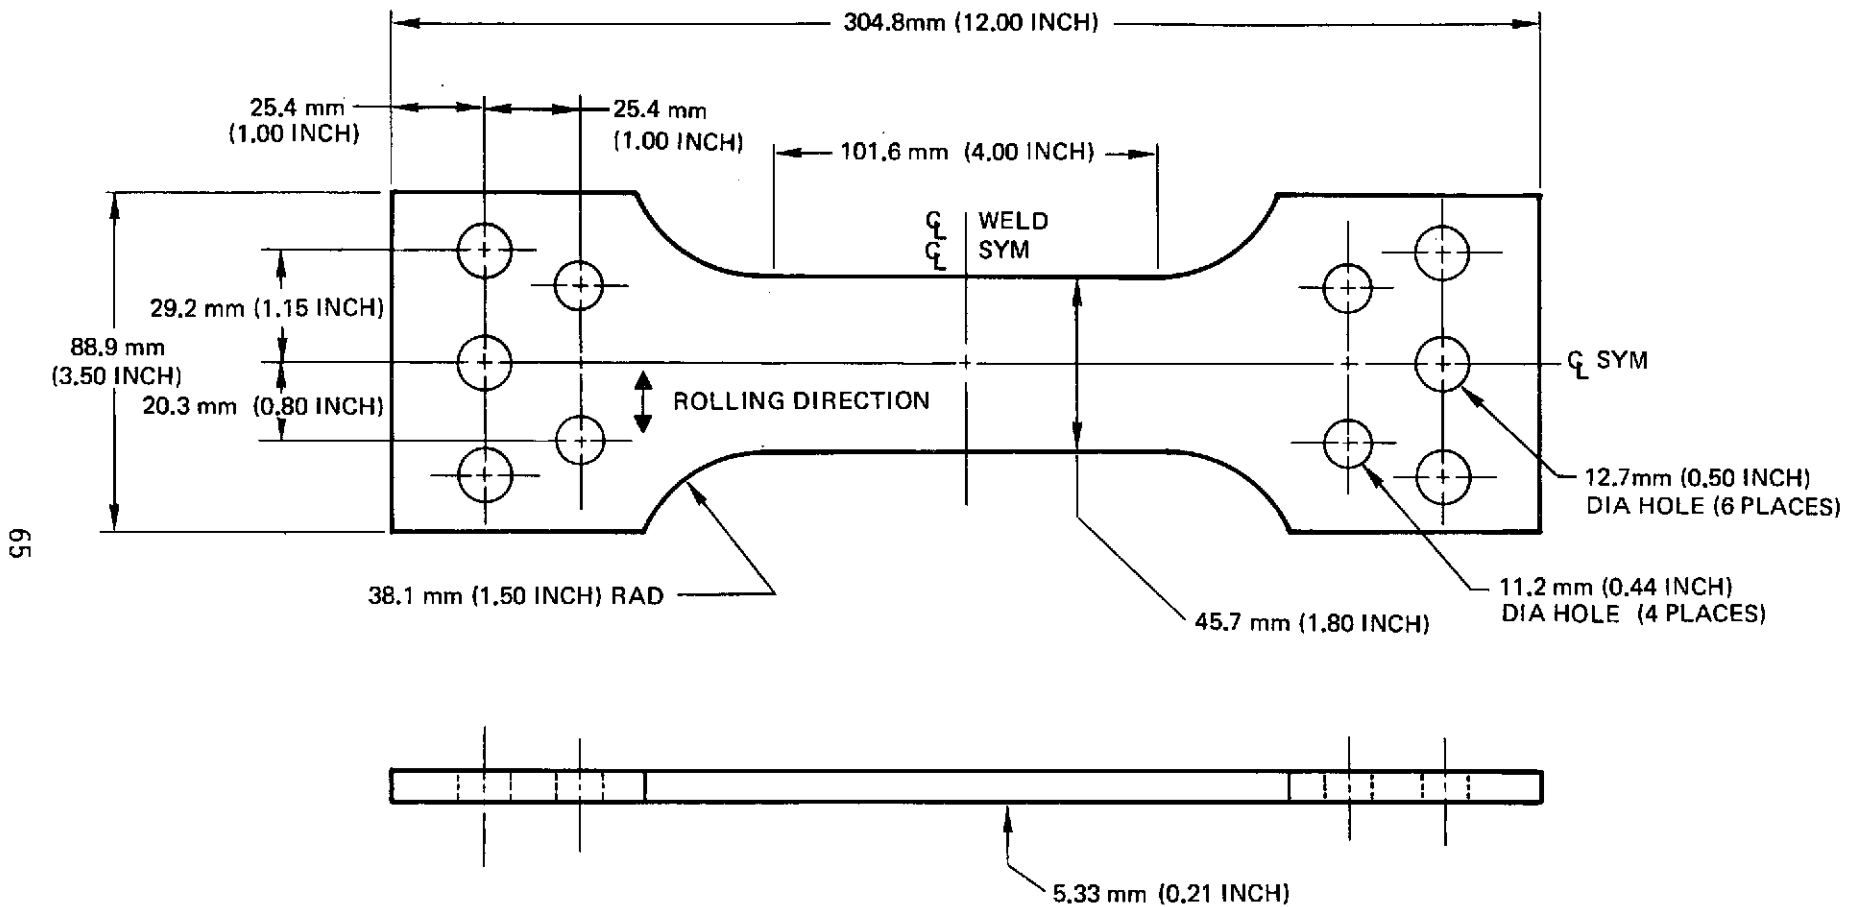 304.8mm (12.00 INCH)
25.4 mm
(1.00 INCH)
25.4 mm
(1.00 INCH)
101.6 mm (4.00 INCH)
℄ WELD
℄ SYM
29.2 mm (1.15 INCH)
88.9 mm
(3.50 INCH)
20.3 mm (0.80 INCH)
ROLLING DIRECTION
℄ SYM
12.7mm (0.50 INCH)
DIA HOLE (6 PLACES)
65
38.1 mm (1.50 INCH) RAD
11.2 mm (0.44 INCH)
DIA HOLE (4 PLACES)
45.7 mm (1.80 INCH)
5.33 mm (0.21 INCH)